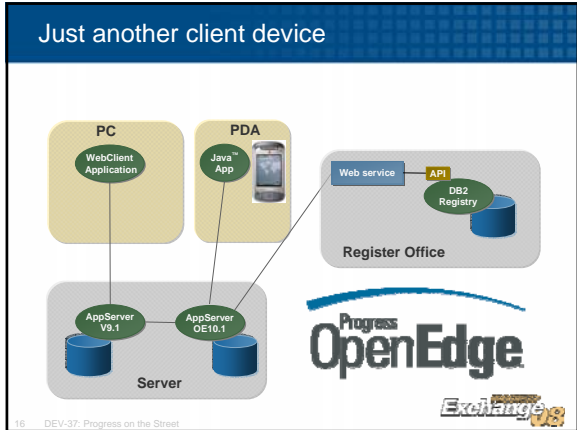 Just another client device
PC
WebClient
Application
PDA
Java™
App
Web service
API
DB2
Registry
Register Office
AppServer
V9.1
AppServer
OE10.1
Server
Progress
OpenEdge
16 DEV-37: Progress on the Street
Exchange 08